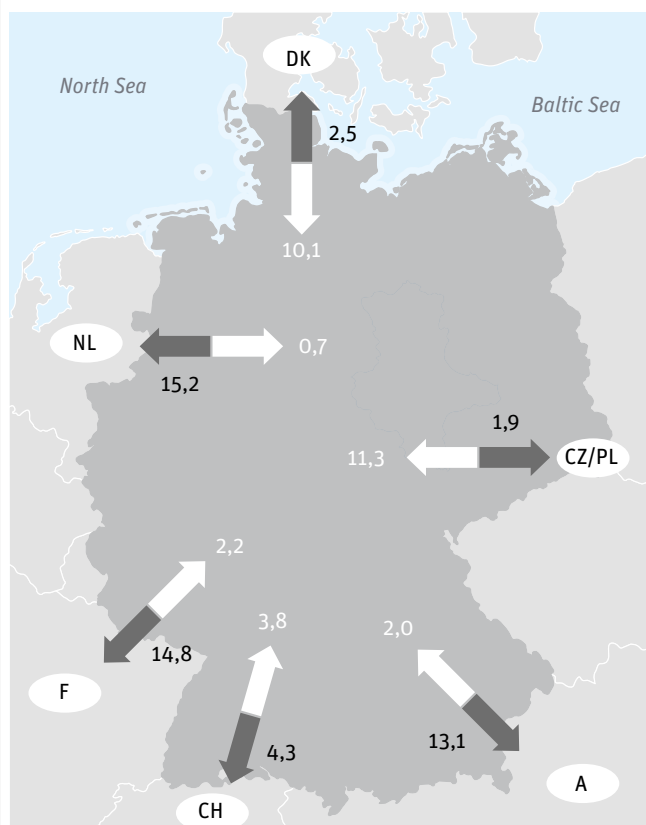 DK
North Sea
Baltic Sea
2,5
10,1
NL
0,7
15,2
1,9
11,3
CZ/PL
2,2
3,8
2,0
14,8
F
13,1
4,3
A
CH